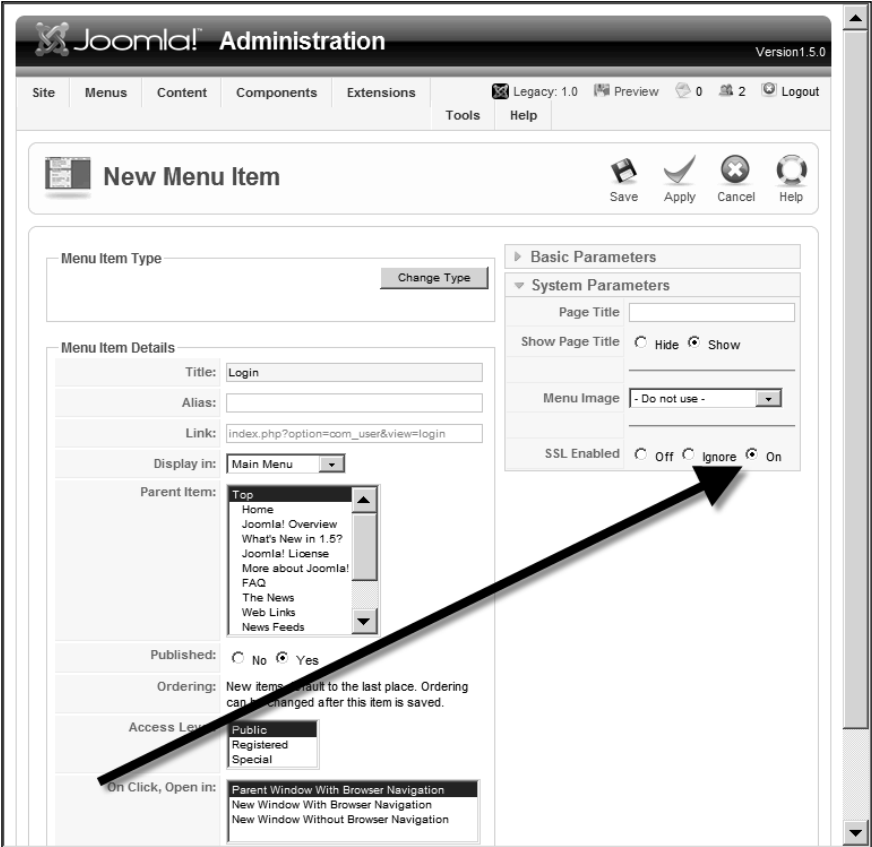 Joomla!™ Administration
Version1.5.0
Site Menus Content Components Extensions Legacy: 1.0 Preview 0 2 Logout
Tools Help
New Menu Item
Save Apply Cancel Help
Menu Item Type
Change Type
Menu Item Details
Title: Login
Alias:
Link: index.php?option=com_user&view=login
Display in: Main Menu
Parent Item: Top
Home
Joomla! Overview
What's New in 1.5?
Joomla! License
More about Joomla!
FAQ
The News
Web Links
News Feeds
Published: No Yes
Ordering: New items default to the last place. Ordering
can be changed after this item is saved.
Access Level: Public
Registered
Special
On Click, Open in: Parent Window With Browser Navigation
New Window With Browser Navigation
New Window Without Browser Navigation
Basic Parameters
System Parameters
Page Title
Show Page Title Hide Show
Menu Image - Do not use -
SSL Enabled Off Ignore On